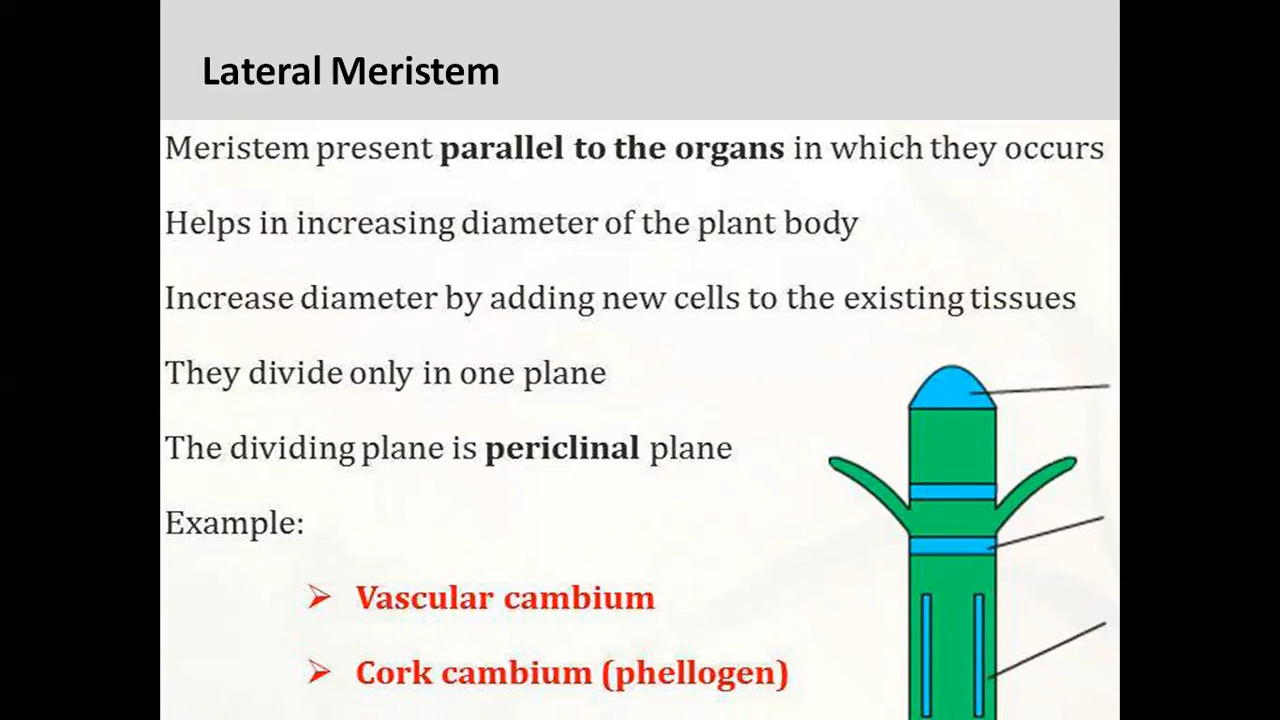 Lateral Meristem
Meristem present parallel to the organs in which they occurs
Helps in increasing diameter of the plant body
Increase diameter by adding new cells to the existing tissues
They divide only in one plane
The dividing plane is periclinal plane
Example:
➢ Vascular cambium
➢ Cork cambium (phellogen)